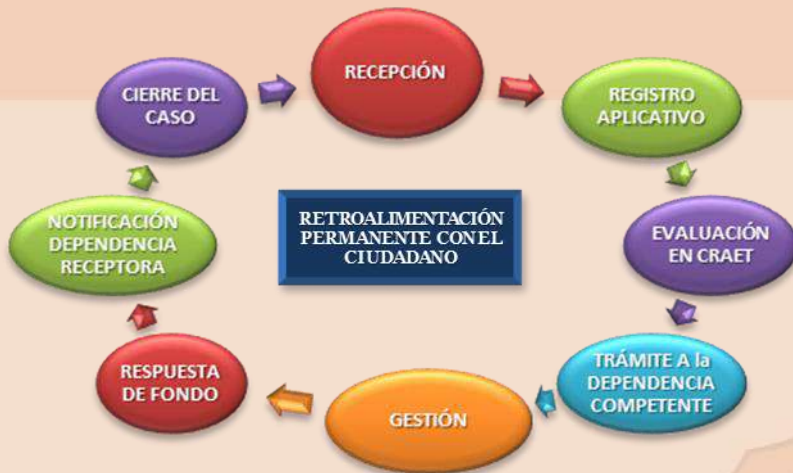 RECEPCIÓN
REGISTRO
APLICATIVO
EVALUACIÓN
EN CRAET
TRÁMITE A la
DEPENDENCIA
COMPETENTE
GESTIÓN
RESPUESTA
DE FONDO
NOTIFICACIÓN
DEPENDENCIA
RECEPTORA
CIERRE DEL
CASO
RETROALIMENTACIÓN
PERMANENTE CON EL
CIUDADANO